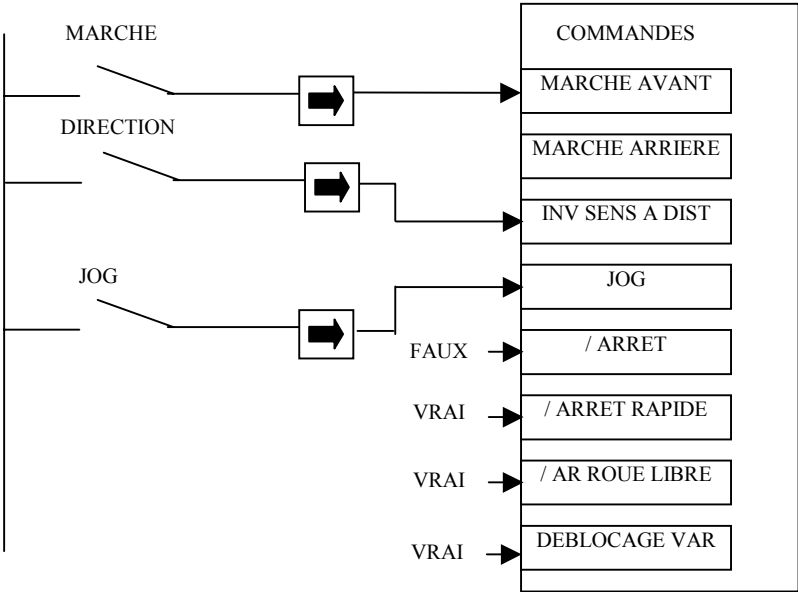 MARCHE
COMMANDES
MARCHE AVANT
DIRECTION
MARCHE ARRIERE
INV SENS A DIST
JOG
JOG
FAUX
/ ARRET
VRAI
/ ARRET RAPIDE
VRAI
/ AR ROUE LIBRE
VRAI
DEBLOCAGE VAR